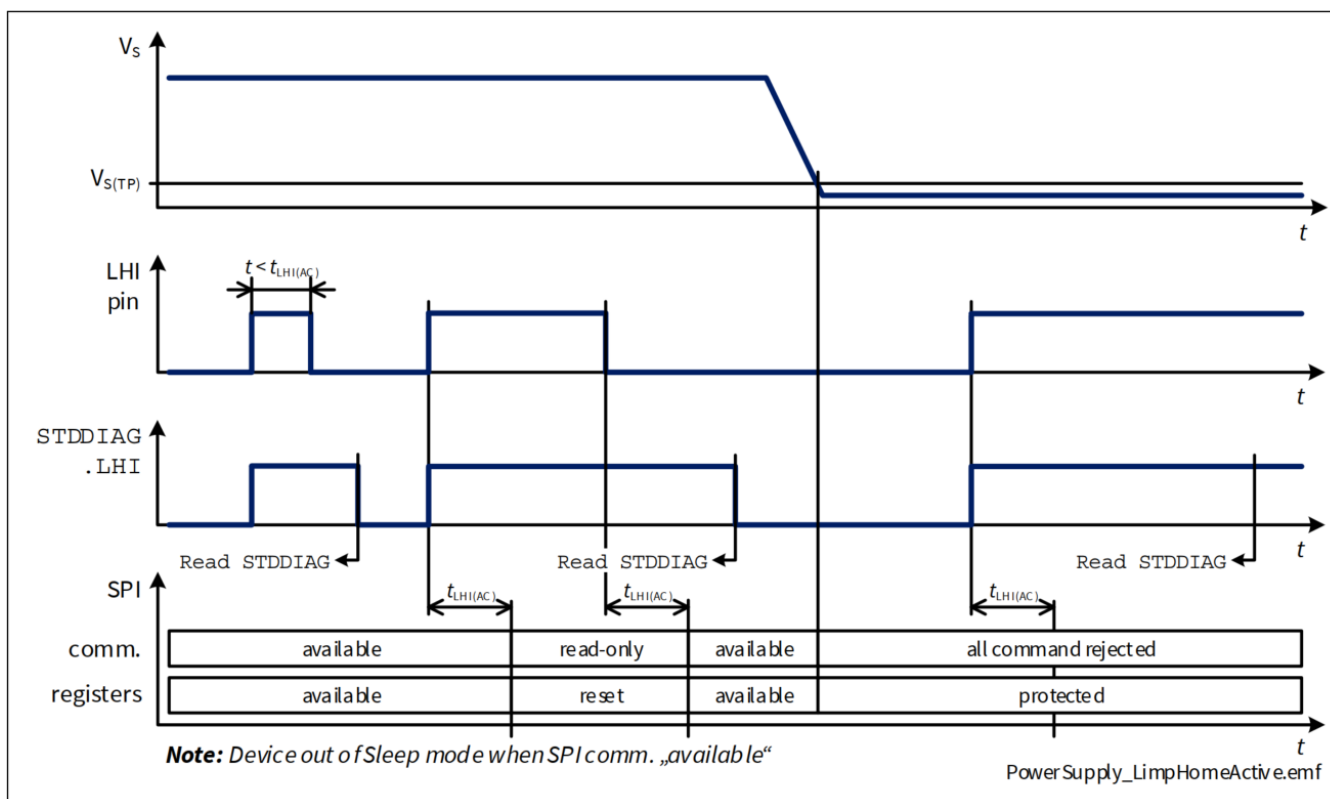 VS
VS(TP)
t
LHI
pin
t < tLHI(AC)
t
STDDIAG
.LHI
Read STDDIAG
Read STDDIAG
Read STDDIAG
t
SPI
tLHI(AC)
tLHI(AC)
tLHI(AC)
comm.
available
read-only
available
all command rejected
registers
available
reset
available
protected
t
Note: Device out of Sleep mode when SPI comm. „available“
PowerSupply_LimpHomeActive.emf